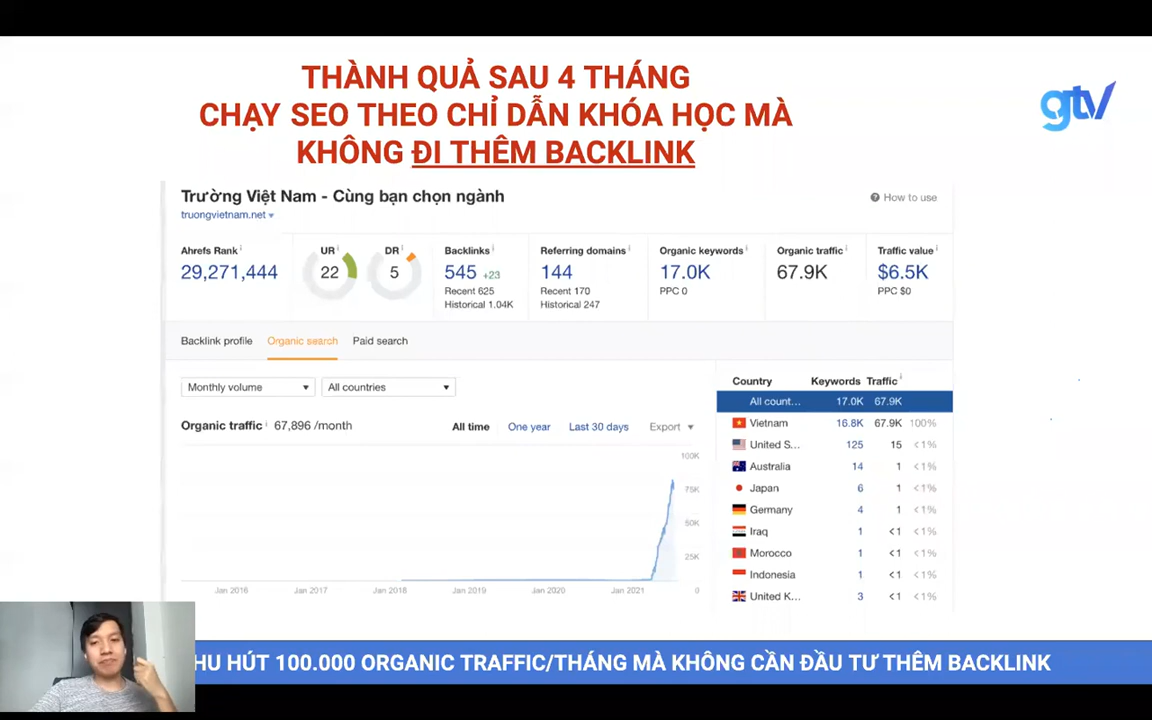 THÀNH QUẢ SAU 4 THÁNG
CHẠY SEO THEO CHỈ DẪN KHÓA HỌC MÀ
KHÔNG ĐI THÊM BACKLINK
gtv
Trường Việt Nam - Cùng bạn chọn ngành
How to use
truongvietnam.net
Ahrefs Rank UR DR Backlinks Referring domains Organic keywords Organic traffic Traffic value
29,271,444 22 5 545 +23 144 17.0K 67.9K $6.5K
Recent 625 Recent 170 PPC 0 PPC $0
Historical 1.04K Historical 247
Backlink profile Organic search Paid search
Monthly volume All countries
Organic traffic 67,896 /month All time One year Last 30 days Export
100K
75K
50K
25K
0
Jan 2016 Jan 2017 Jan 2018 Jan 2019 Jan 2020 Jan 2021
Country Keywords Traffic
All count... 17.0K 67.9K
Vietnam 16.8K 67.9K 100%
United S... 125 15 <1%
Australia 14 1 <1%
Japan 6 1 <1%
Germany 4 1 <1%
Iraq 1 <1 <1%
Morocco 1 <1 <1%
Indonesia 1 <1 <1%
United K... 3 <1 <1%
HU HÚT 100.000 ORGANIC TRAFFIC/THÁNG MÀ KHÔNG CẦN ĐẦU TƯ THÊM BACKLINK